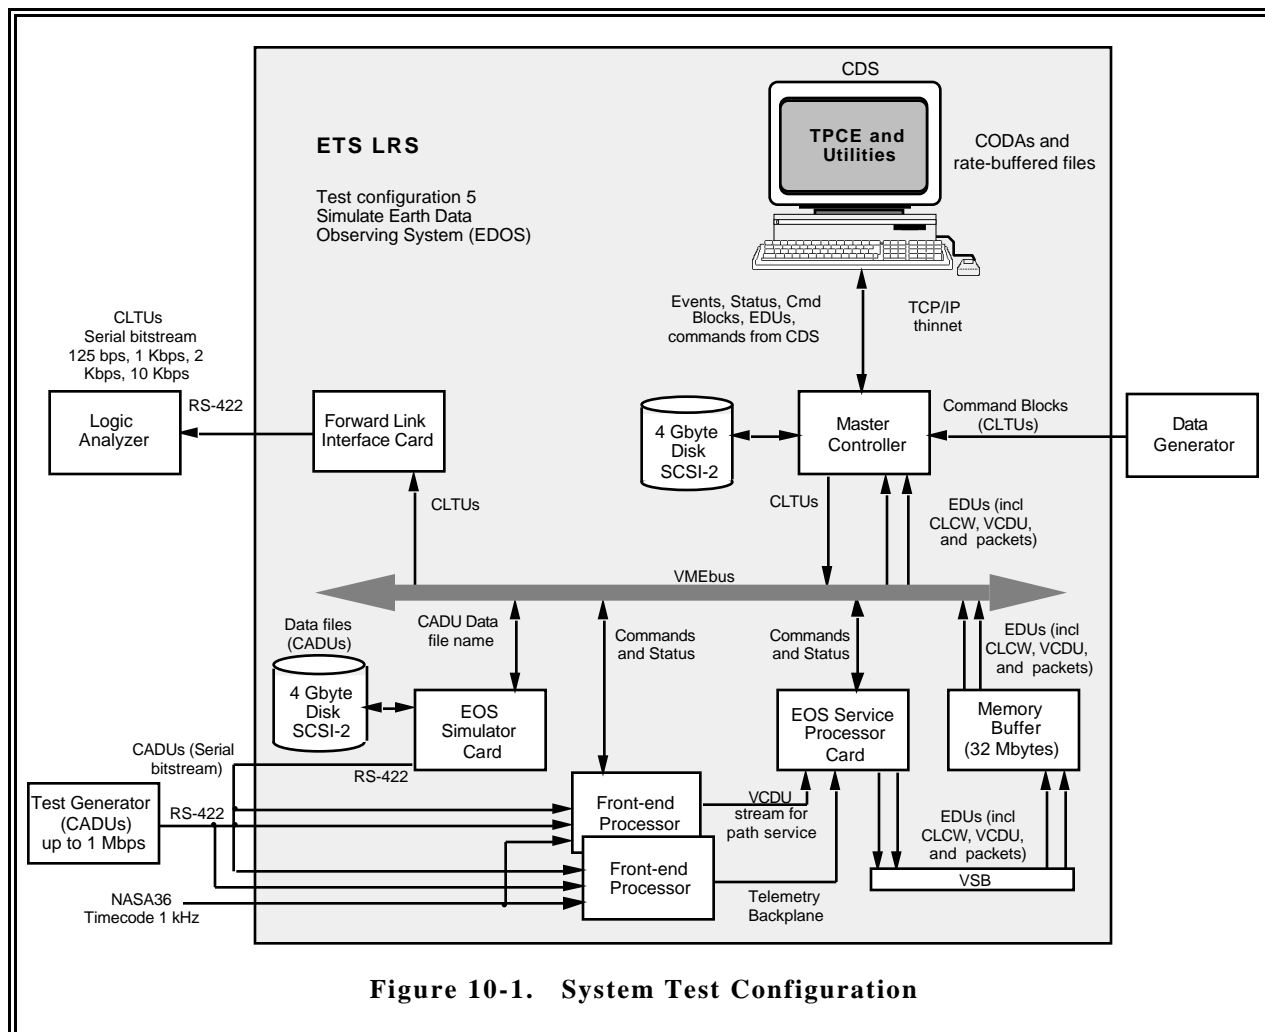 CDS
TPCE and
Utilities
CODAs and
rate-buffered files
ETS LRS
Test configuration 5
Simulate Earth Data
Observing System (EDOS)
Events, Status, Cmd
Blocks, EDUs,
commands from CDS
TCP/IP
thinnet
CLTUs
Serial bitstream
125 bps, 1 Kbps, 2
Kbps, 10 Kbps
RS-422
Logic
Analyzer
Forward Link
Interface Card
4 Gbyte
Disk
SCSI-2
Master
Controller
Command Blocks
(CLTUs)
Data
Generator
CLTUs
CLTUs
EDUs (incl
CLCW, VCDU,
and packets)
VMEbus
Data files
(CADUs)
CADU Data
file name
Commands
and Status
Commands
and Status
EDUs (incl
CLCW, VCDU,
and packets)
4 Gbyte
Disk
SCSI-2
EOS
Simulator
Card
EOS Service
Processor
Card
Memory
Buffer
(32 Mbytes)
CADUs (Serial
bitstream)
RS-422
Test Generator
(CADUs)
up to 1 Mbps
RS-422
Front-end
Processor
VCDU
stream for
path service
EDUs (incl
CLCW, VCDU,
and packets)
Front-end
Processor
VSB
NASA36
Timecode 1 kHz
Telemetry
Backplane
Figure 10-1. System Test Configuration